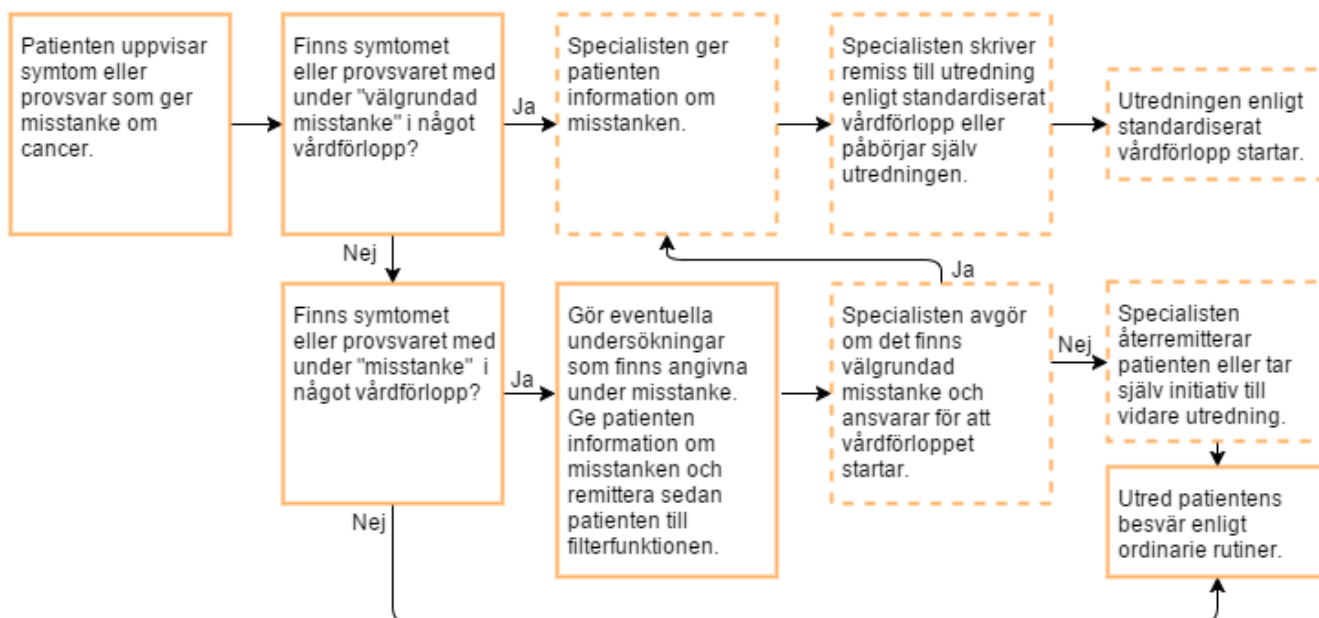 Patienten uppvisar
symtom eller
provsvar som ger
misstanke om
cancer.
Finns symtomet
eller provsvaret med
under "välgrundad
misstanke" i något
vårdförlopp?
Ja
Specialisten ger
patienten
information om
misstanken.
Specialisten skriver
remiss till utredning
enligt standardiserat
vårdförlopp eller
påbörjar själv
utredningen.
Utredningen enligt
standardiserat
vårdförlopp startar.
Nej
Ja
Finns symtomet
eller provsvaret med
under "misstanke" i
något vårdförlopp?
Ja
Gör eventuella
undersökningar
som finns angivna
under misstanke.
Ge patienten
information om
misstanken och
remittera sedan
patienten till
filterfunktionen.
Specialisten avgör
om det finns
välgrundad
misstanke och
ansvarar för att
vårdförloppet
startar.
Nej
Specialisten
återremitterar
patienten eller tar
själv initiativ till
vidare utredning.
Nej
Utred patientens
besvär enligt
ordinarie rutiner.